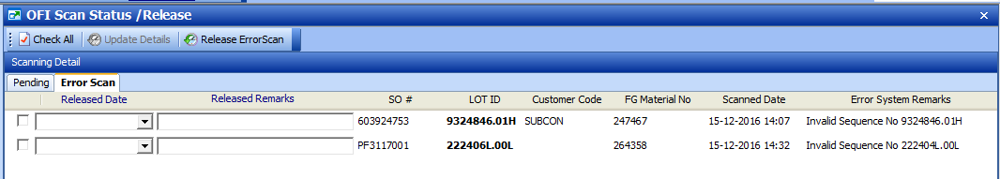 OFI Scan Status /Release
Check All Update Details Release ErrorScan
Scanning Detail
Pending Error Scan
Released Date Released Remarks SO # LOT ID Customer Code FG Material No Scanned Date Error System Remarks
603924753 9324846.01H SUBCON 247467 15-12-2016 14:07 Invalid Sequence No 9324846.01H
PF3117001 222406L.00L 264358 15-12-2016 14:32 Invalid Sequence No 222404L.00L